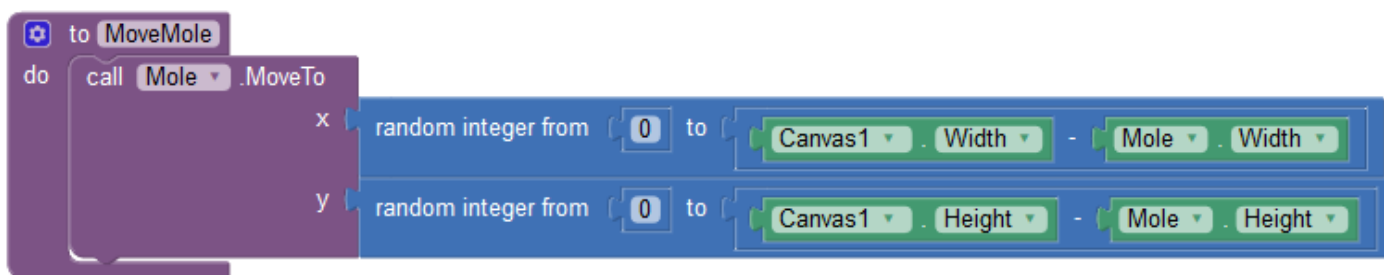 to MoveMole
do call Mole .MoveTo
x random integer from 0 to Canvas1 . Width - Mole . Width
y random integer from 0 to Canvas1 . Height - Mole . Height